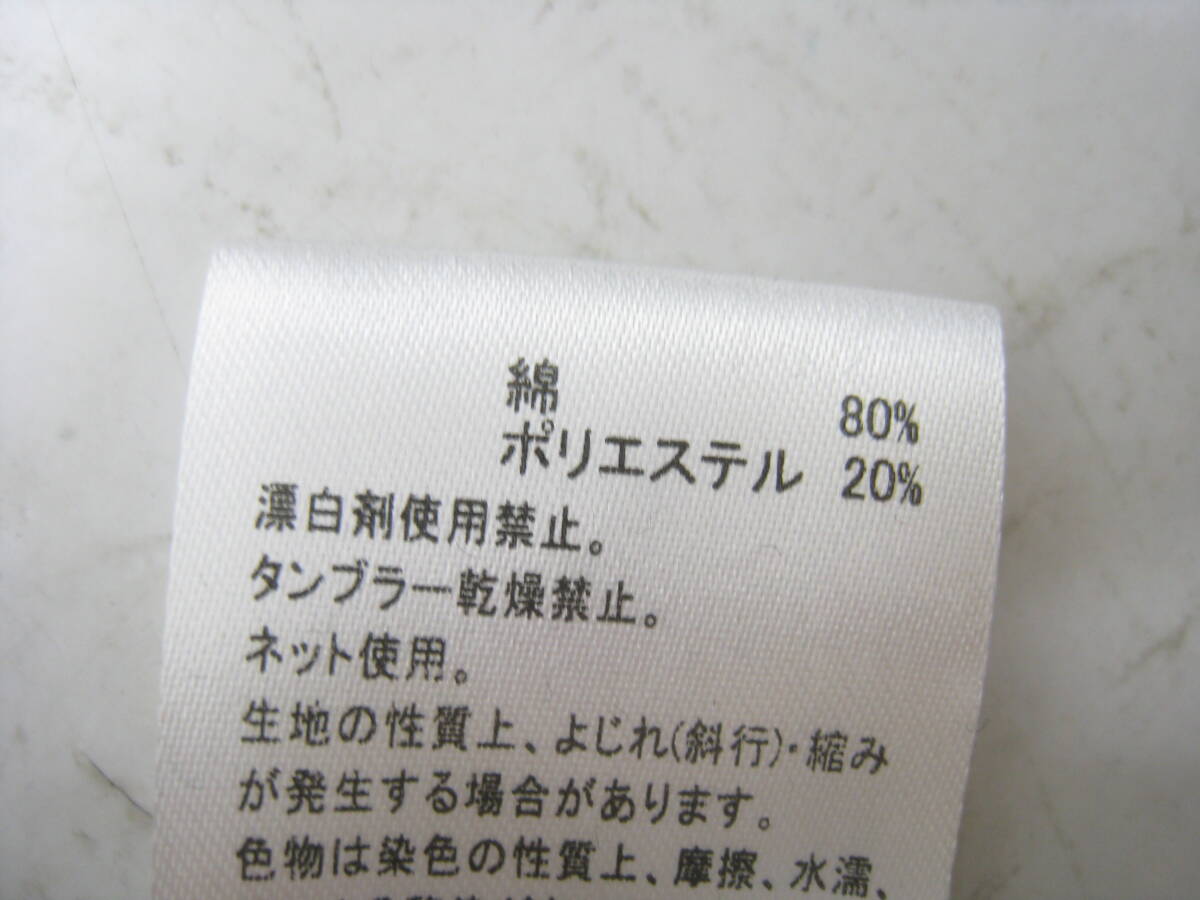 綿 80%
ポリエステル 20%
漂白剤使用禁止。
タンブラー乾燥禁止。
ネット使用。
生地の性質上、よじれ(斜行)・縮み
が発生する場合があります。
色物は染色の性質上、摩擦、水濡、